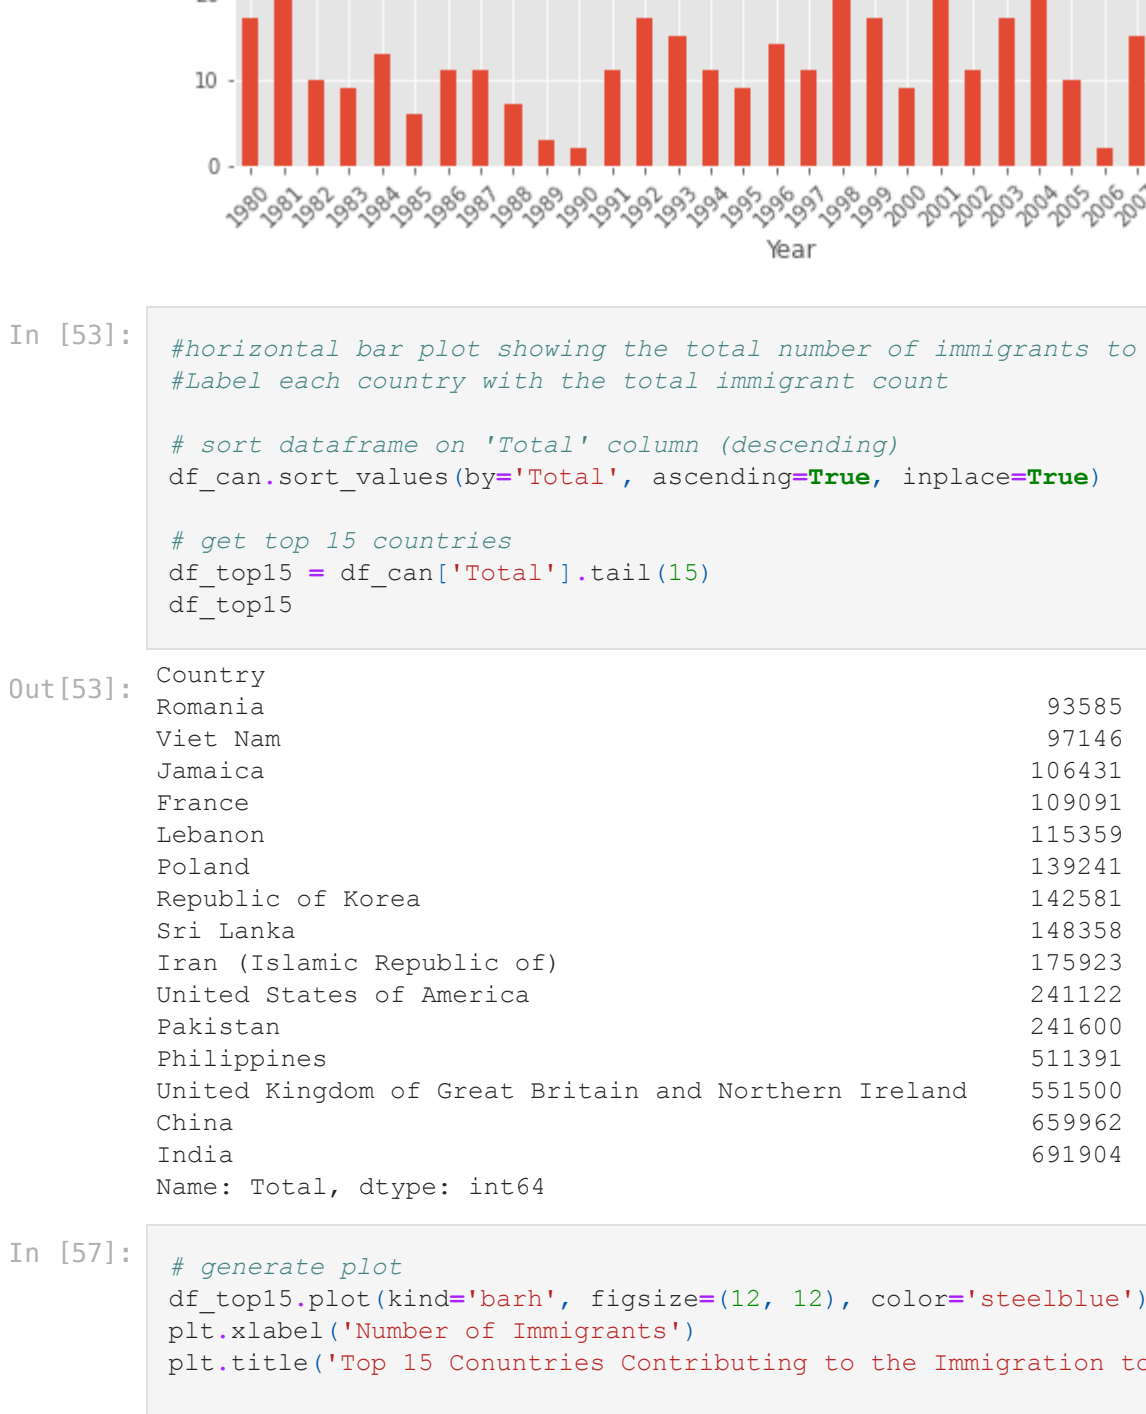 10
0
1980 1981 1982 1983 1984 1985 1986 1987 1988 1989 1990 1991 1992 1993 1994 1995 1996 1997 1998 1999 2000 2001 2002 2003 2004 2005 2006
Year
In [53]:
#horizontal bar plot showing the total number of immigrants to
#Label each country with the total immigrant count
# sort dataframe on 'Total' column (descending)
df_can.sort_values(by='Total', ascending=True, inplace=True)
# get top 15 countries
df_top15 = df_can['Total'].tail(15)
df_top15
Out[53]:
Country
Romania 93585
Viet Nam 97146
Jamaica 106431
France 109091
Lebanon 115359
Poland 139241
Republic of Korea 142581
Sri Lanka 148358
Iran (Islamic Republic of) 175923
United States of America 241122
Pakistan 241600
Philippines 511391
United Kingdom of Great Britain and Northern Ireland 551500
China 659962
India 691904
Name: Total, dtype: int64
In [57]:
# generate plot
df_top15.plot(kind='barh', figsize=(12, 12), color='steelblue')
plt.xlabel('Number of Immigrants')
plt.title('Top 15 Conuntries Contributing to the Immigration to